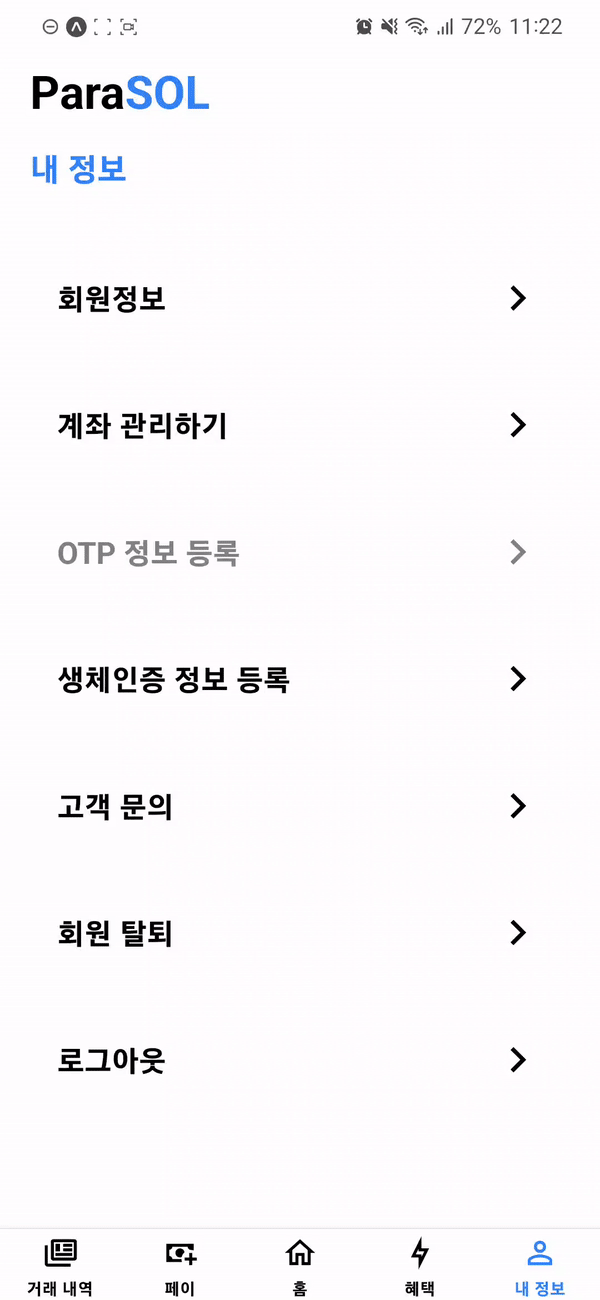 72% 11:22
ParaSOL
내 정보
회원정보
계좌 관리하기
OTP 정보 등록
생체인증 정보 등록
고객 문의
회원 탈퇴
로그아웃
거래 내역 페이 홈 혜택 내 정보